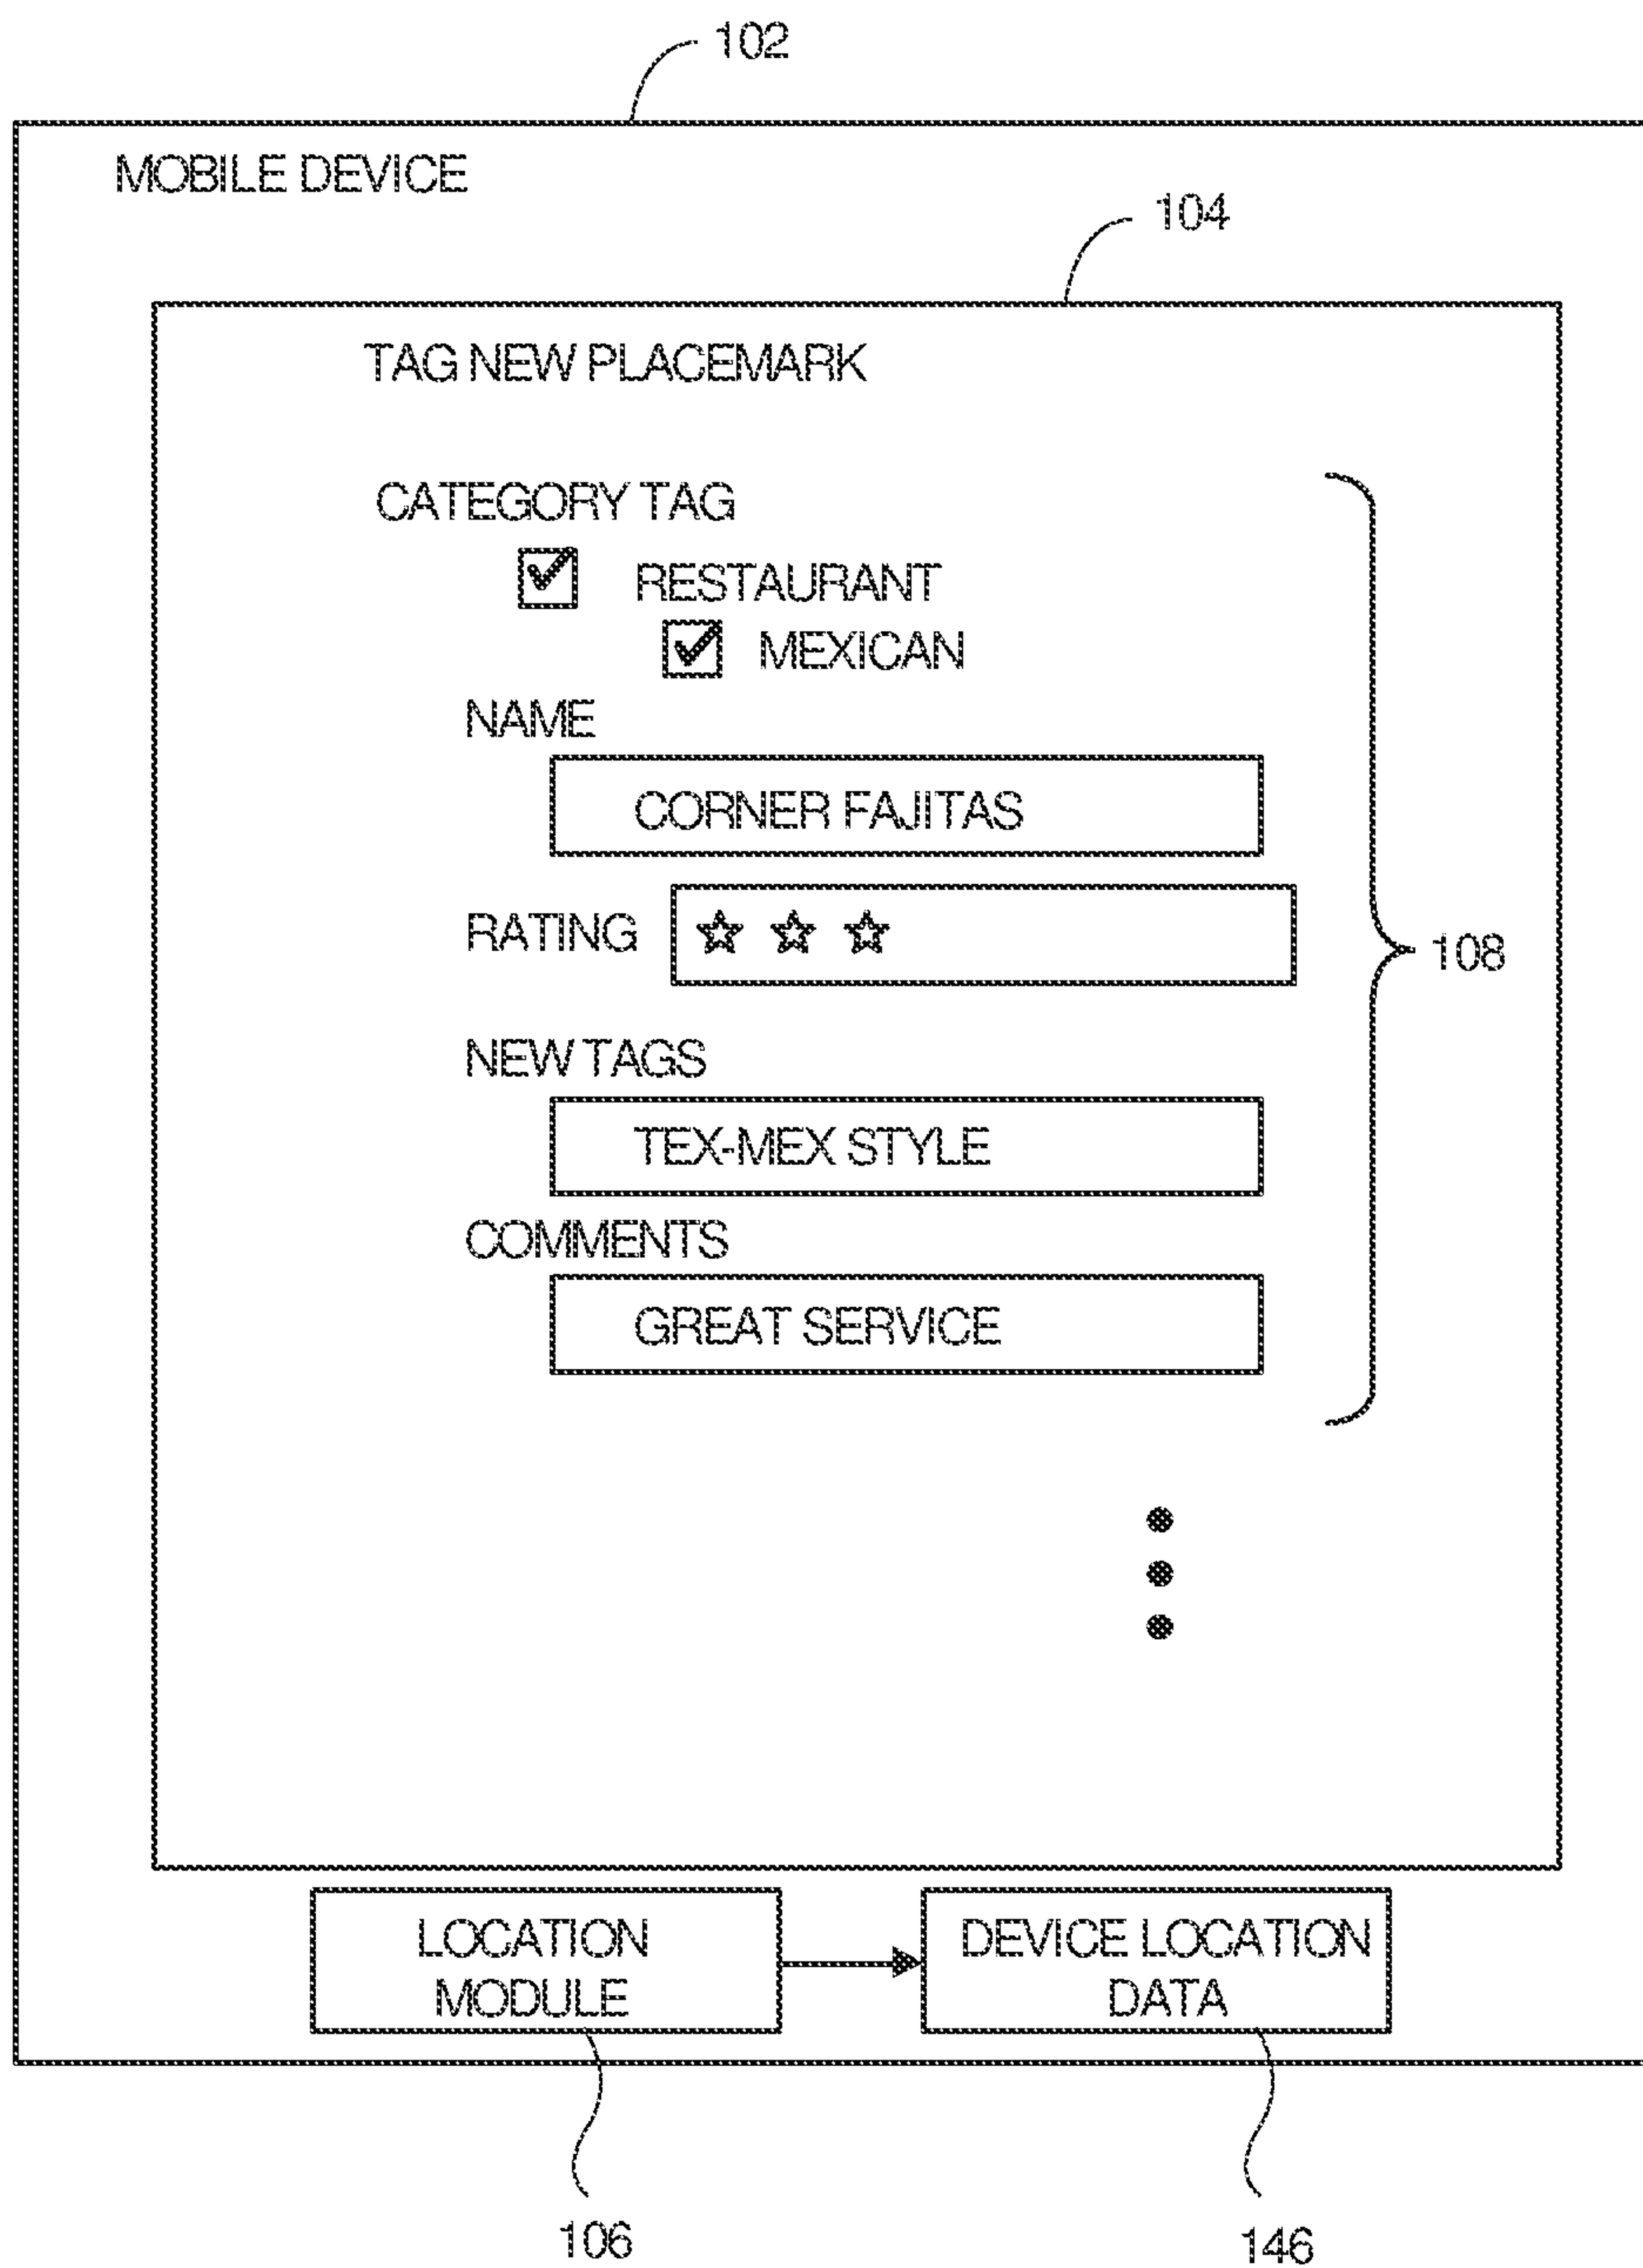 102
MOBILE DEVICE
104
TAG NEW PLACEMARK
CATEGORY TAG
RESTAURANT
MEXICAN
NAME
CORNER FAJITAS
RATING
108
NEW TAGS
TEX-MEX STYLE
COMMENTS
GREAT SERVICE
LOCATION
MODULE
DEVICE LOCATION
DATA
106
146